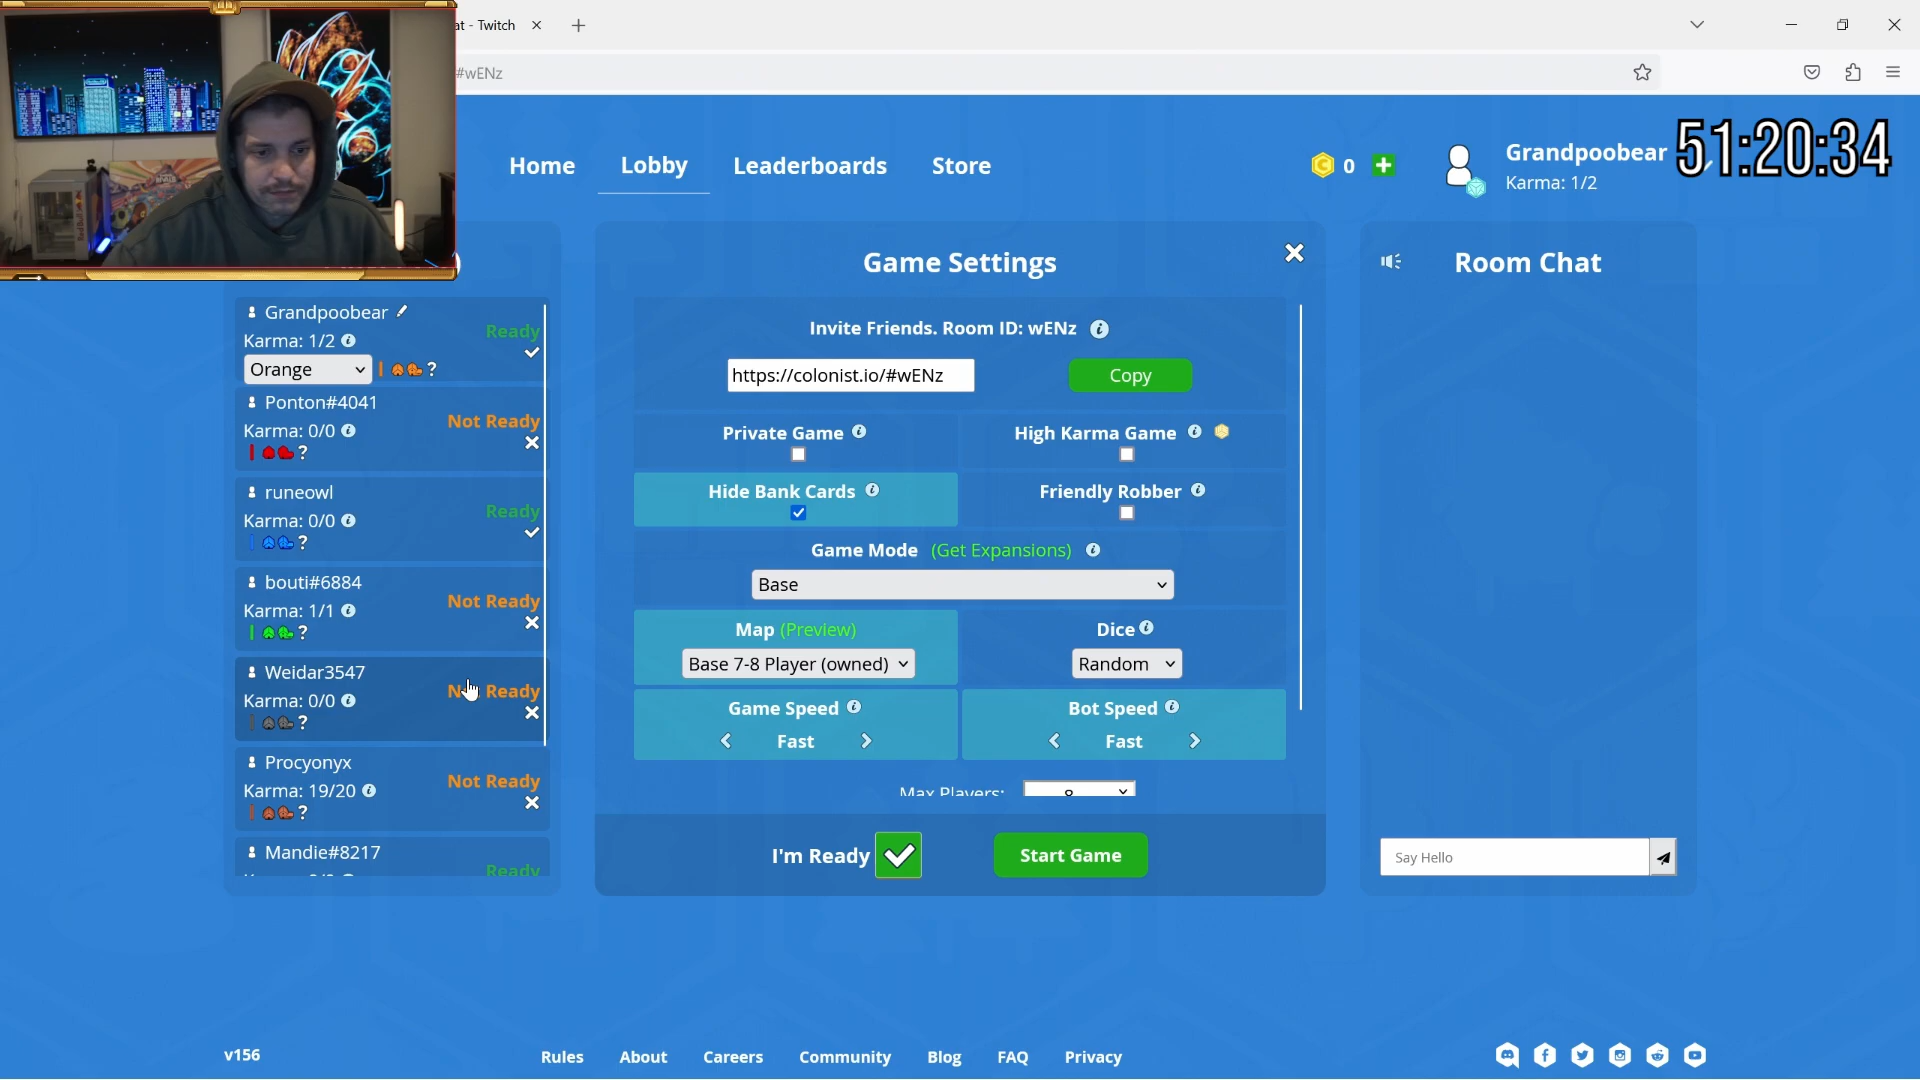 at - Twitch
#wENz
51:20:34
Home
Lobby
Leaderboards
Store
0
Grandpoobear
Karma: 1/2
Grandpoobear
Ready
Karma: 1/2
Orange
?
Ponton#4041
Not Ready
Karma: 0/0
?
runeowl
Ready
Karma: 0/0
?
bouti#6884
Not Ready
Karma: 1/1
?
Weidar3547
Not Ready
Karma: 0/0
?
Procyonyx
Not Ready
Karma: 19/20
?
Mandie#8217
Ready
Game Settings
Invite Friends. Room ID: wENz
https://colonist.io/#wENz
Copy
Private Game
High Karma Game
Hide Bank Cards
Friendly Robber
Game Mode (Get Expansions)
Base
Map (Preview)
Dice
Base 7-8 Player (owned)
Random
Game Speed
Bot Speed
Fast
Fast
Max Players:
8
I'm Ready
Start Game
Room Chat
Say Hello
v156
Rules
About
Careers
Community
Blog
FAQ
Privacy